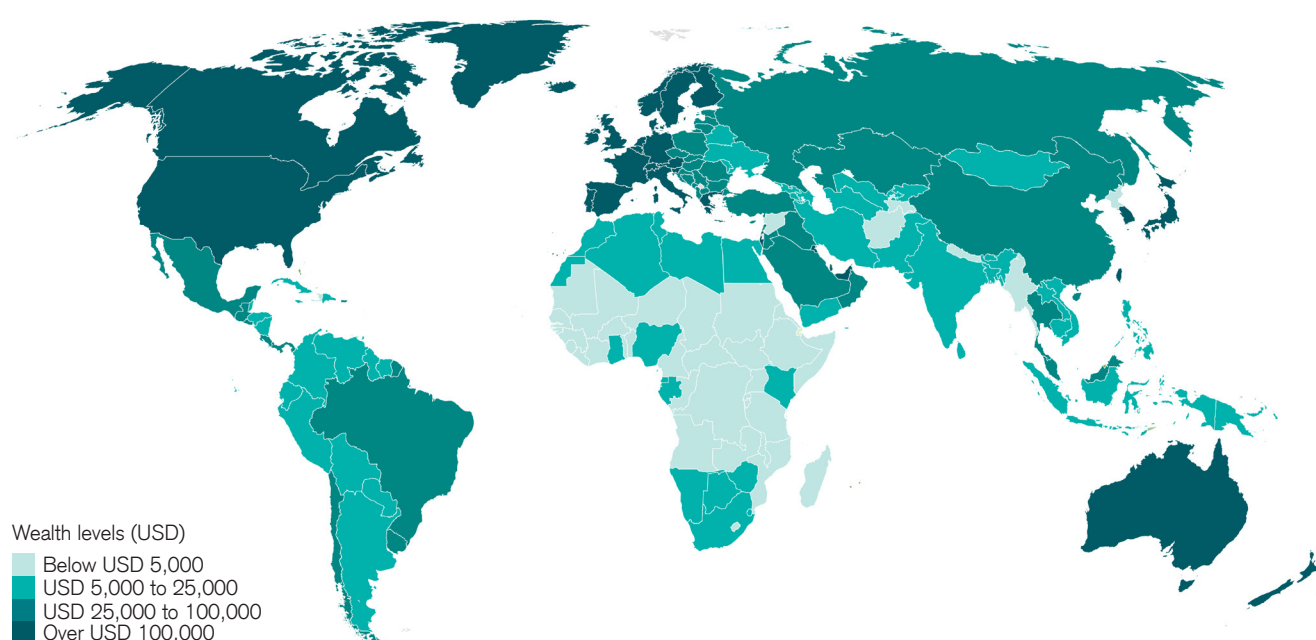 Wealth levels (USD)
Below USD 5,000
USD 5,000 to 25,000
USD 25,000 to 100,000
Over USD 100,000